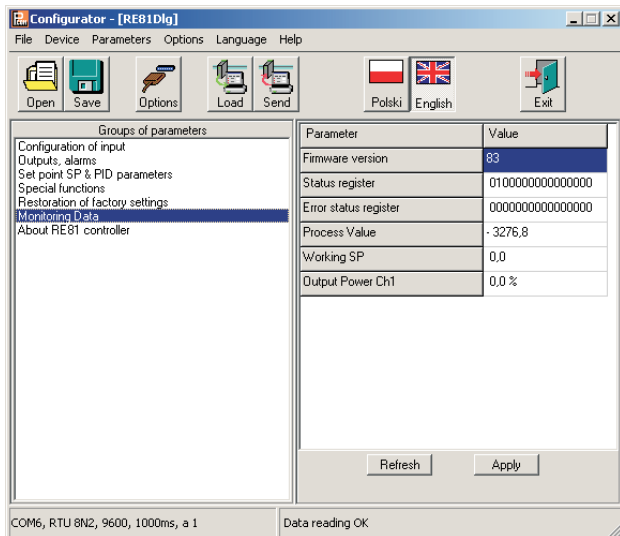 Configurator - [RE81Dlg]
File Device Parameters Options Language Help
Open Save Options Load Send Polski English Exit
Groups of parameters
Configuration of input
Outputs, alarms
Set point SP & PID parameters
Special functions
Restoration of factory settings
Monitoring Data
About RE81 controller
Parameter Value
Firmware version 83
Status register 0100000000000000
Error status register 0000000000000000
Process Value - 3276,8
Working SP 0,0
Output Power Ch1 0,0 %
Refresh Apply
COM6, RTU 8N2, 9600, 1000ms, a 1 Data reading OK